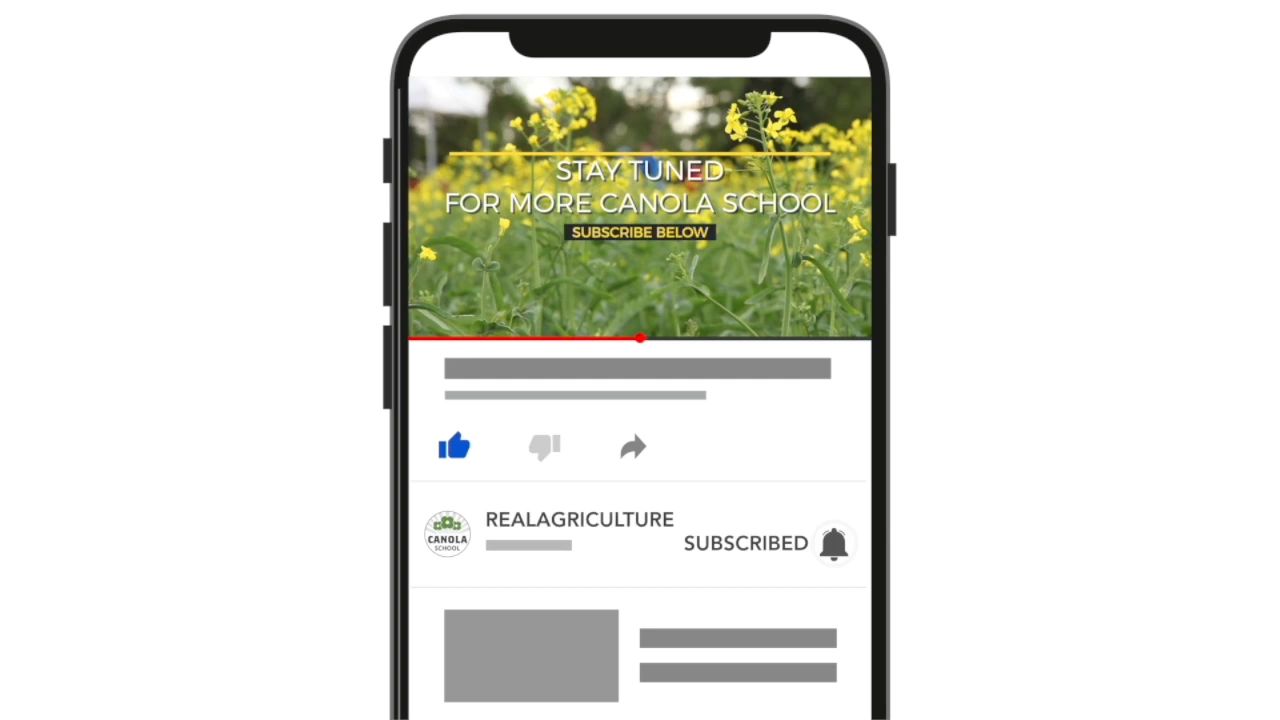 STAY TUNED
FOR MORE CANOLA SCHOOL
SUBSCRIBE BELOW
REALAGRICULTURE
CANOLA
SCHOOL
SUBSCRIBED